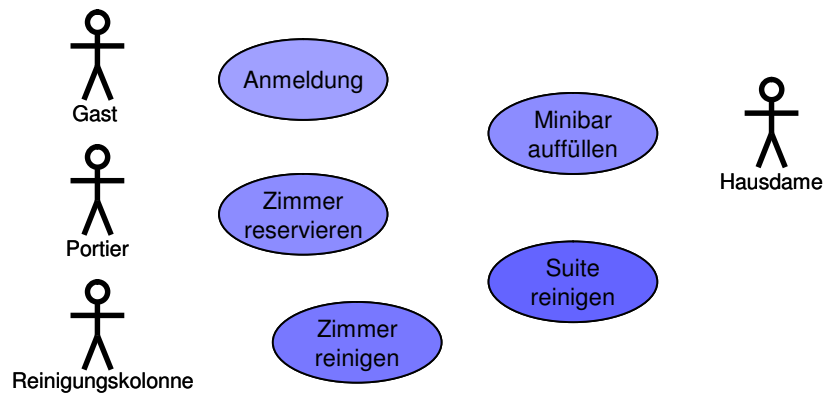 Gast
Anmeldung
Minibar
auffüllen
Hausdame
Portier
Zimmer
reservieren
Suite
reinigen
Reinigungskolonne
Zimmer
reinigen